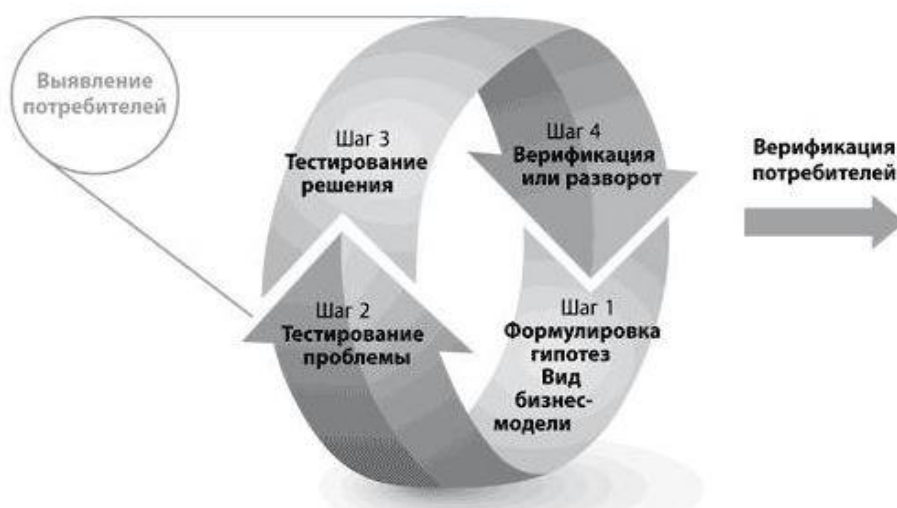 Выявление
потребителей
Шаг 3
Тестирование
решения
Шаг 4
Верификация
или разворот
Верификация
потребителей
Шаг 2
Тестирование
проблемы
Шаг 1
Формулировка
гипотез
Вид
бизнес-
модели